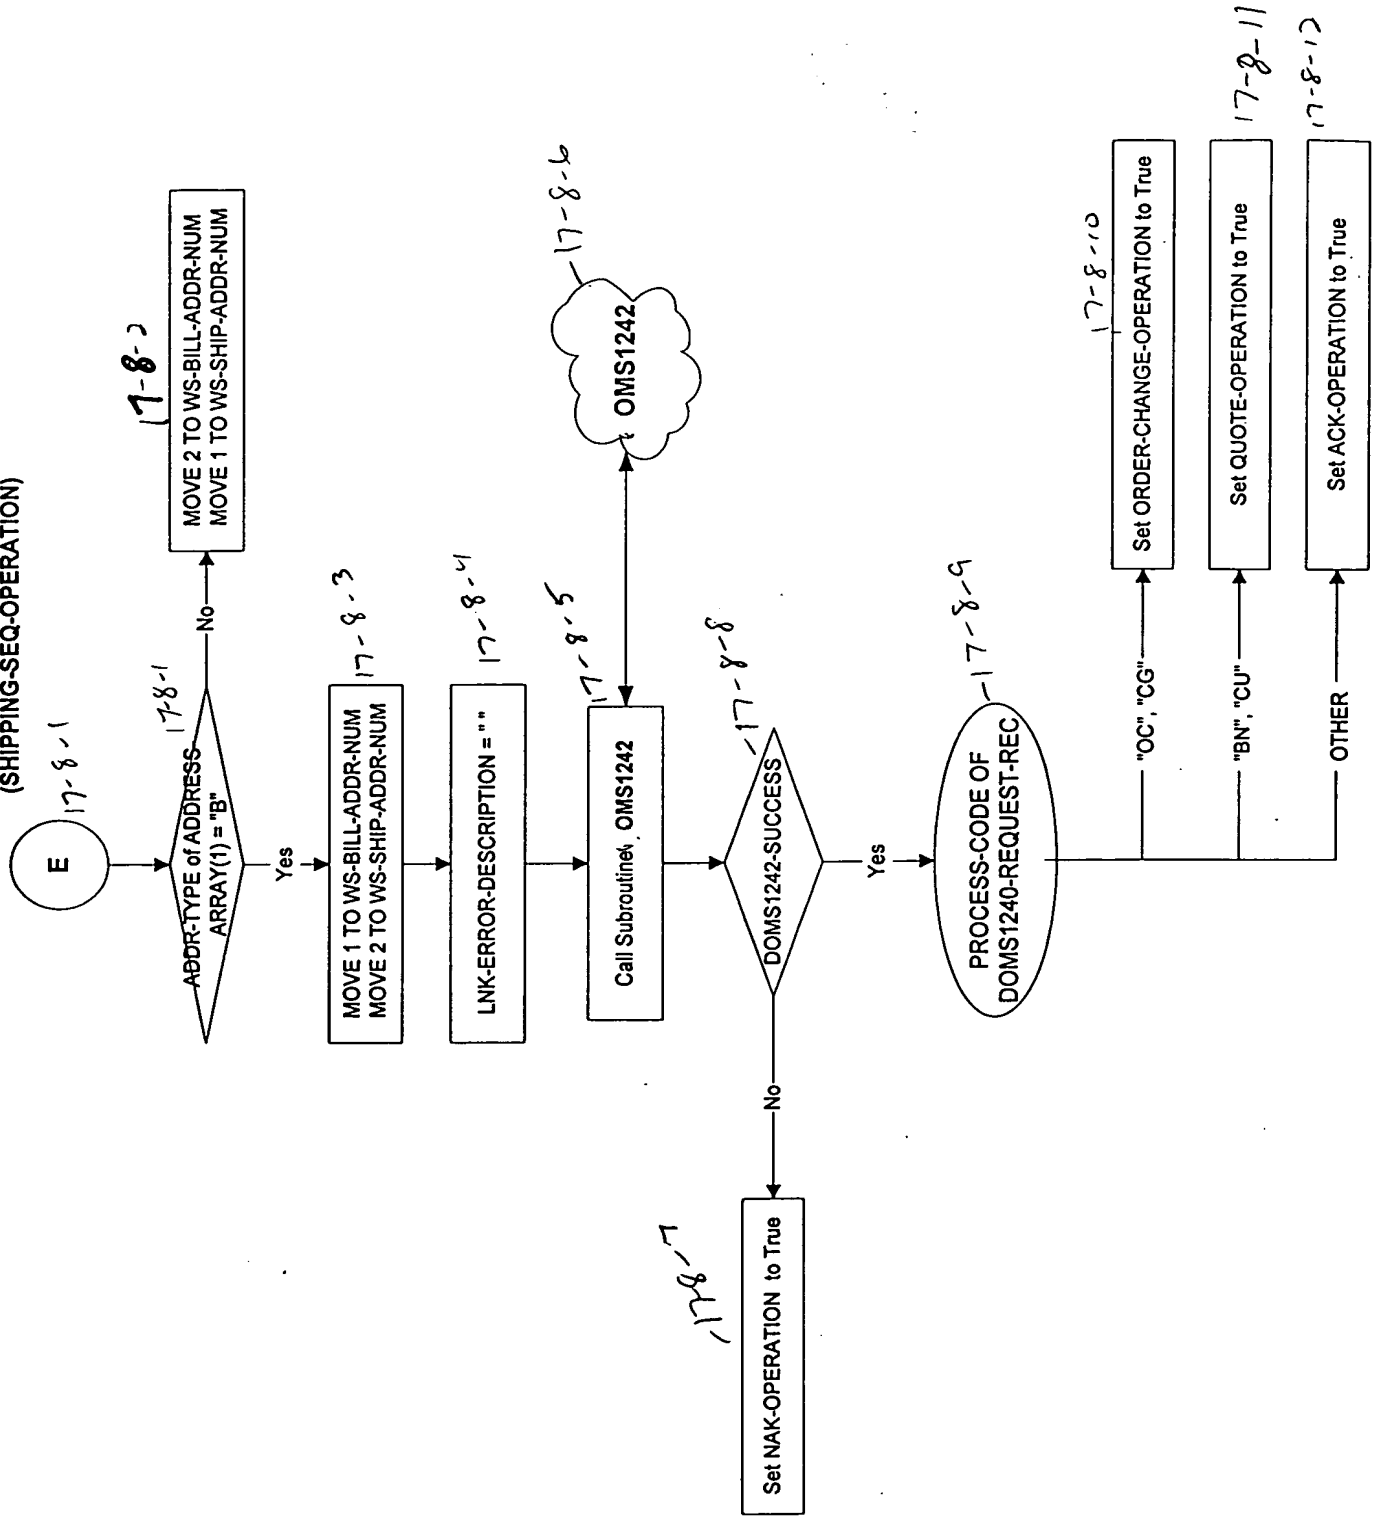 (SHIPPING-SEQ-OPERATION)
E
17-8-1
ADDR-TYPE of ADDRESS
ARRAY(1) = "B"
17-8-1
No
17-8-2
MOVE 2 TO WS-BILL-ADDR-NUM
MOVE 1 TO WS-SHIP-ADDR-NUM
Yes
MOVE 1 TO WS-BILL-ADDR-NUM
MOVE 2 TO WS-SHIP-ADDR-NUM
17-8-3
LNK-ERROR-DESCRIPTION = " "
17-8-4
Call Subroutine OMS1242
17-8-5
OMS1242
17-8-6
DOMS1242-SUCCESS
17-8-8
No
Set NAK-OPERATION to True
17-8-7
Yes
PROCESS-CODE OF
DOMS1240-REQUEST-REC
17-8-9
"OC", "CG"
Set ORDER-CHANGE-OPERATION to True
17-8-10
"BN", "CU"
Set QUOTE-OPERATION to True
17-8-11
OTHER
Set ACK-OPERATION to True
17-8-12